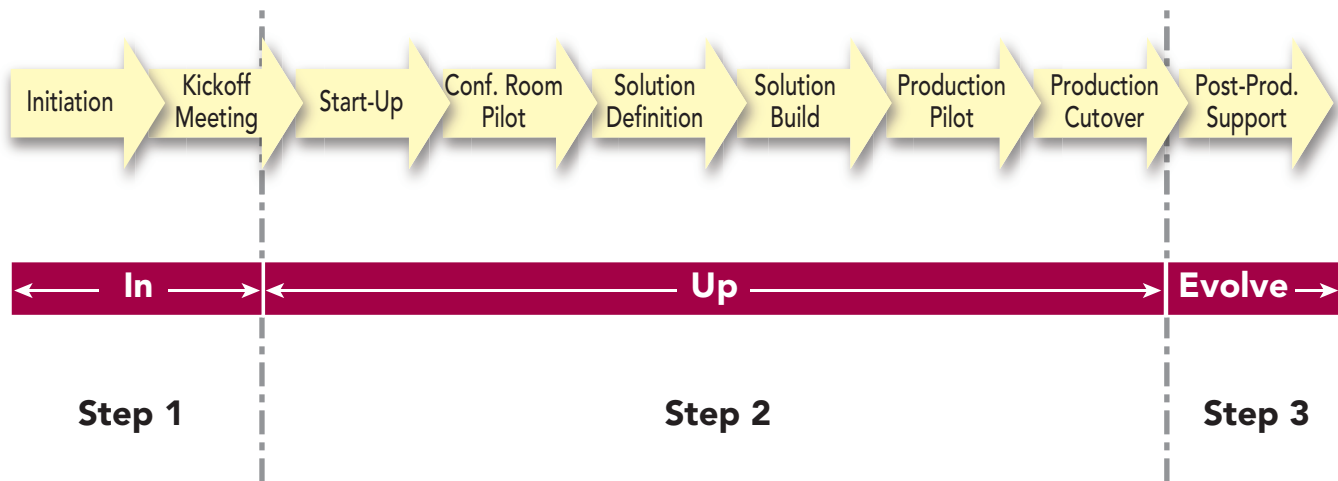 Initiation
Kickoff
Meeting
Start-Up
Conf. Room
Pilot
Solution
Definition
Solution
Build
Production
Pilot
Production
Cutover
Post-Prod.
Support
In
Up
Evolve
Step 1
Step 2
Step 3